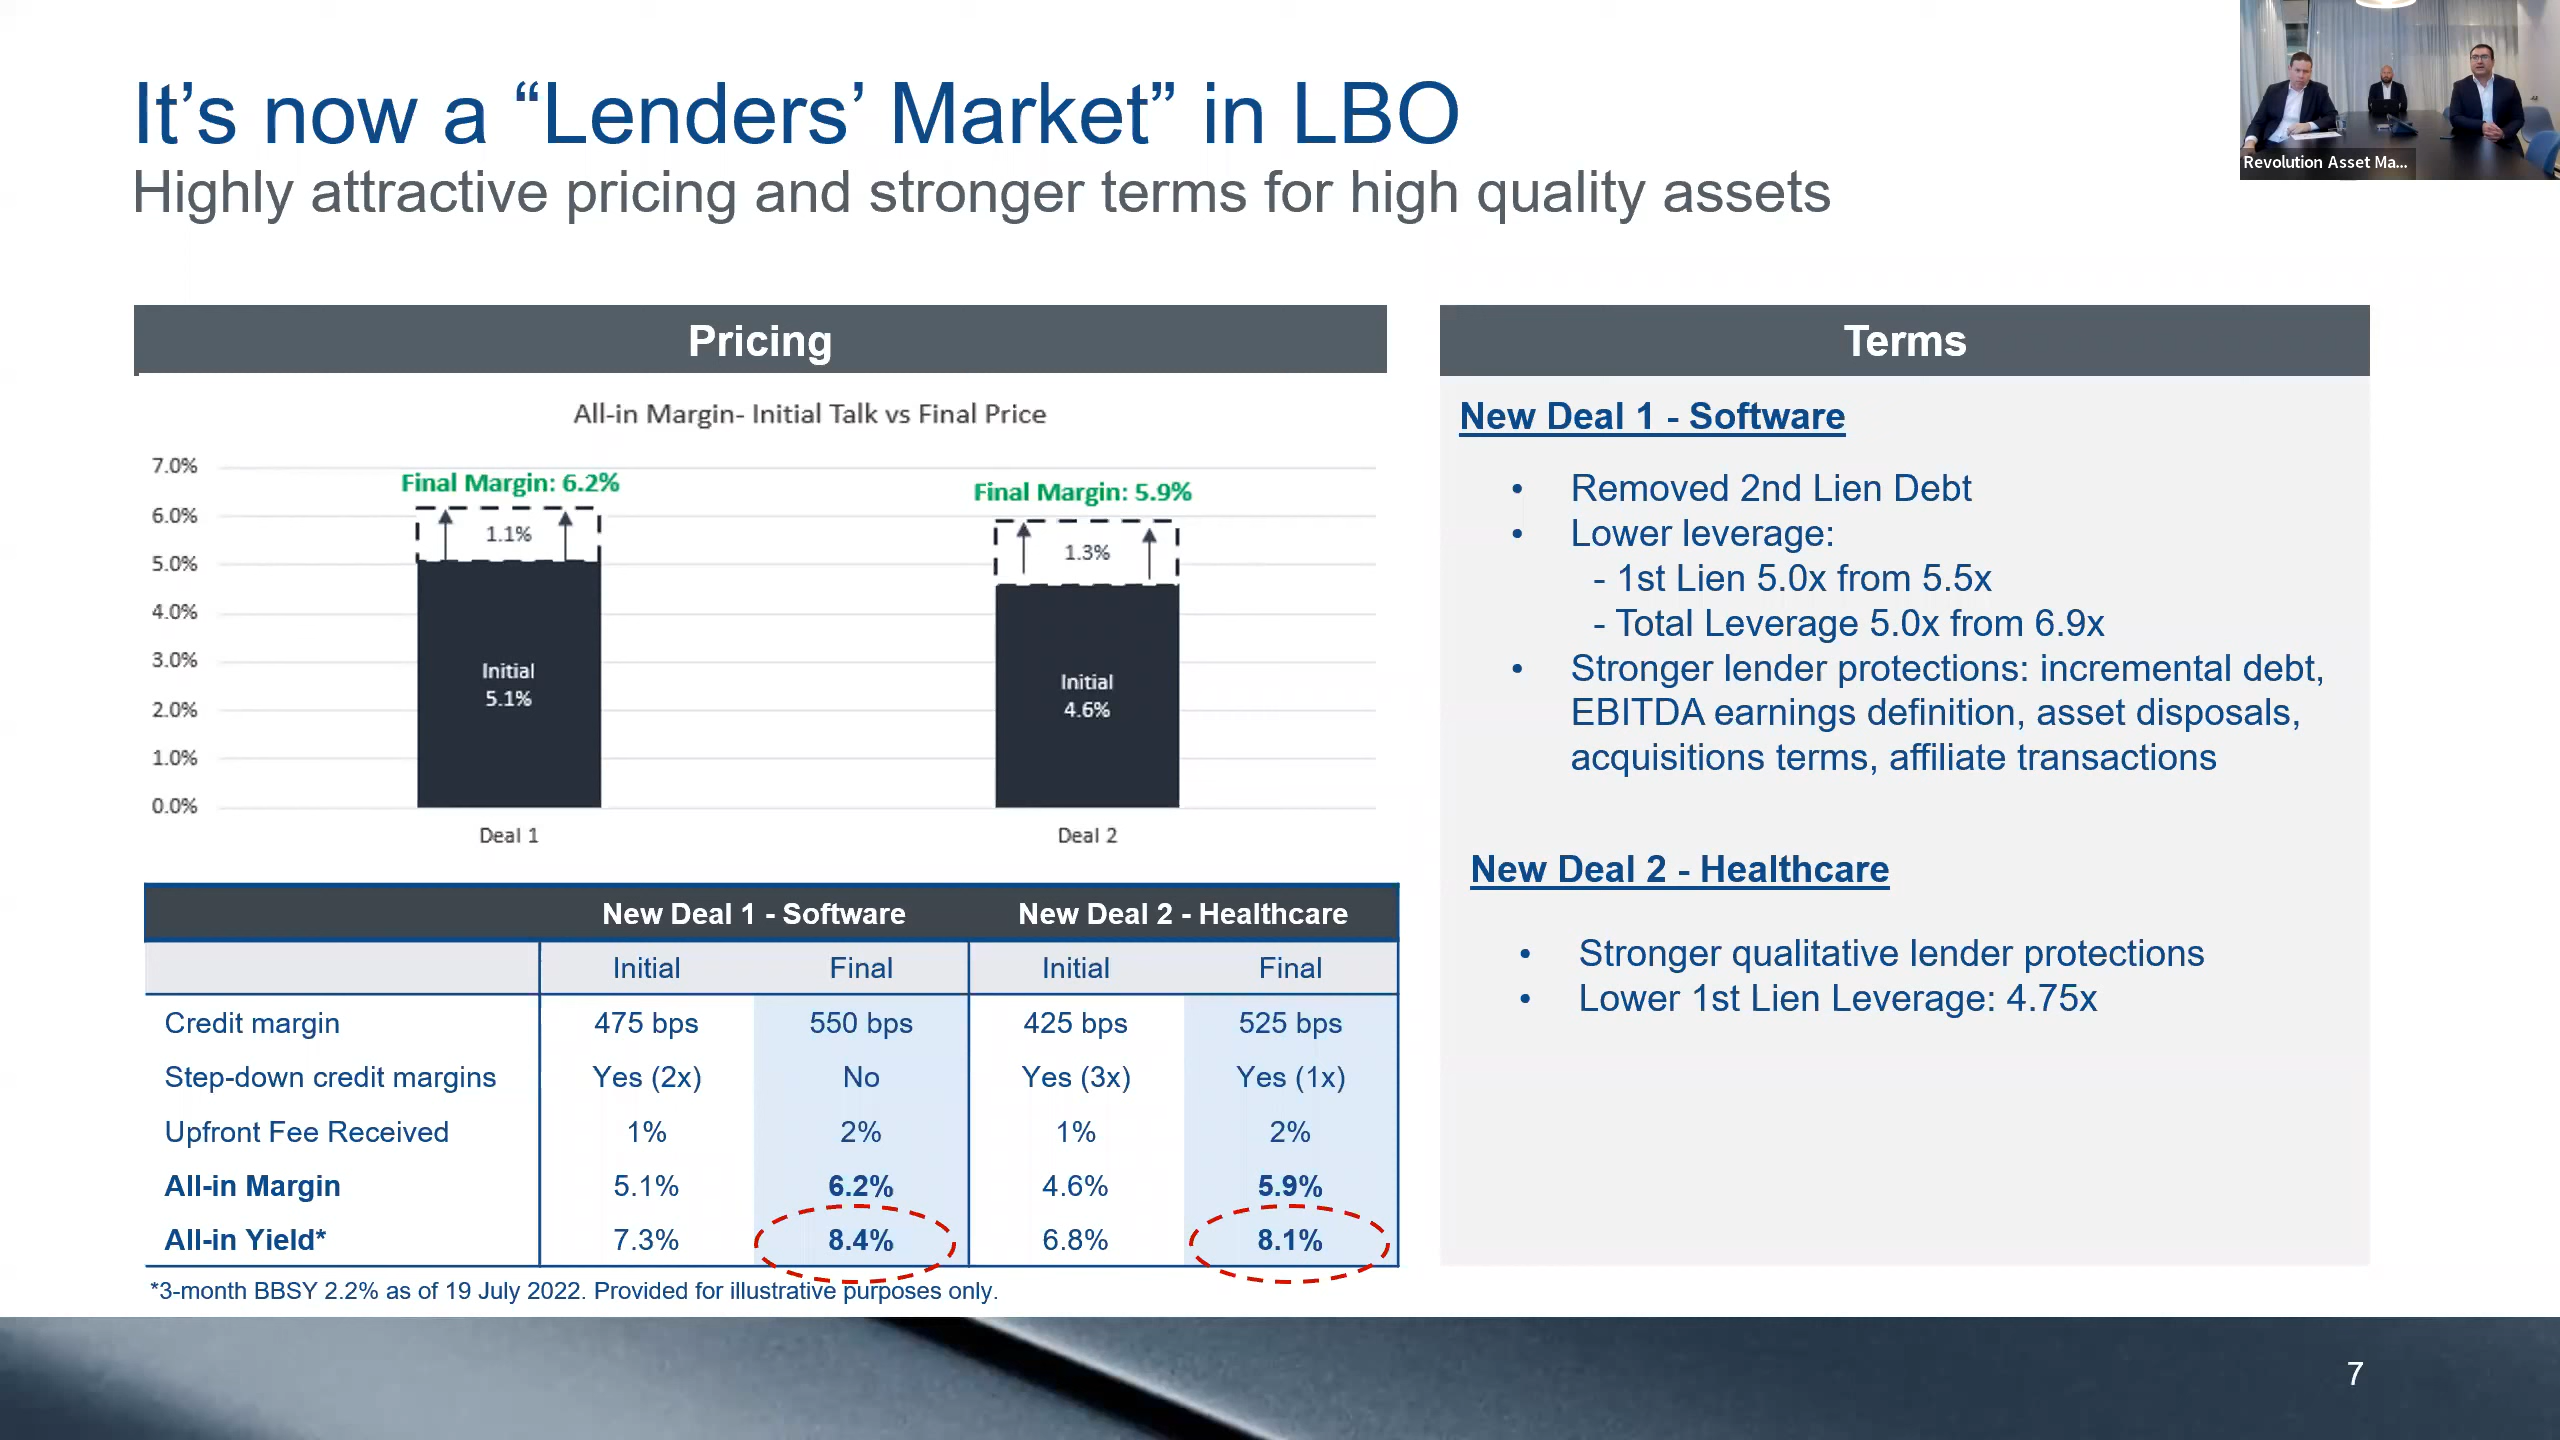 It's now a “Lenders’ Market” in LBO
Highly attractive pricing and stronger terms for high quality assets
Revolution Asset Ma...
Pricing
All-in Margin- Initial Talk vs Final Price
7.0%
6.0%
5.0%
4.0%
3.0%
2.0%
1.0%
0.0%
Final Margin: 6.2%
1.1%
Initial
5.1%
Deal 1
Final Margin: 5.9%
1.3%
Initial
4.6%
Deal 2
New Deal 1 - Software New Deal 2 - Healthcare
Initial Final Initial Final
Credit margin 475 bps 550 bps 425 bps 525 bps
Step-down credit margins Yes (2x) No Yes (3x) Yes (1x)
Upfront Fee Received 1% 2% 1% 2%
All-in Margin 5.1% 6.2% 4.6% 5.9%
All-in Yield* 7.3% 8.4% 6.8% 8.1%
*3-month BBSY 2.2% as of 19 July 2022. Provided for illustrative purposes only.
Terms
New Deal 1 - Software
• Removed 2nd Lien Debt
• Lower leverage:
- 1st Lien 5.0x from 5.5x
- Total Leverage 5.0x from 6.9x
• Stronger lender protections: incremental debt,
EBITDA earnings definition, asset disposals,
acquisitions terms, affiliate transactions
New Deal 2 - Healthcare
• Stronger qualitative lender protections
• Lower 1st Lien Leverage: 4.75x
7